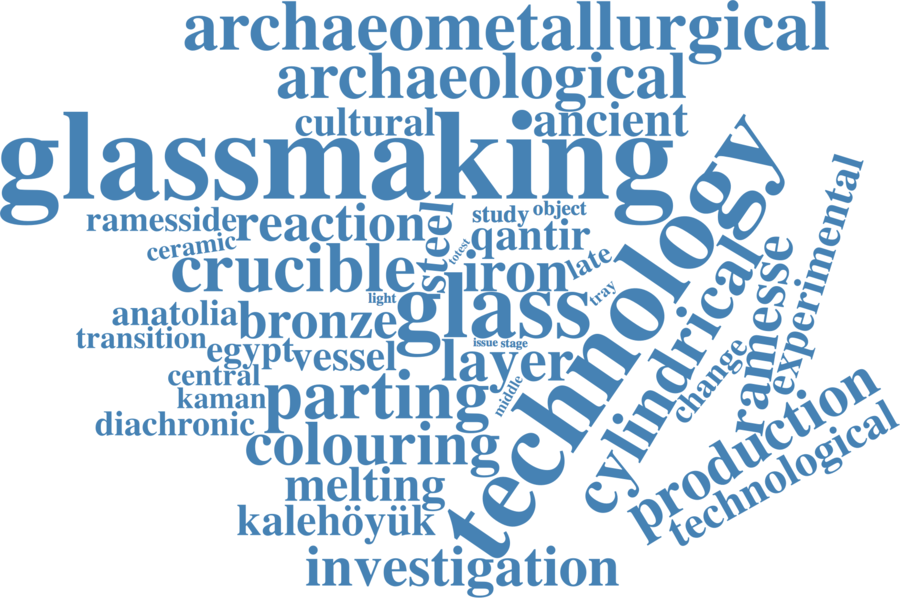 archaeometallurgical
archaeological
cultural
ancient
glassmaking
technology
ramesside
reaction
steel
study
object
ceramic
totest
qantir
experimental
crucible
iron
late
light
glass
tray
cylindrical
ramesse
anatolia
bronze
transition
egypt
vessel
issue
stage
layer
change
central
kaman
parting
middle
diachronic
colouring
production
technological
melting
kalehöyük
investigation